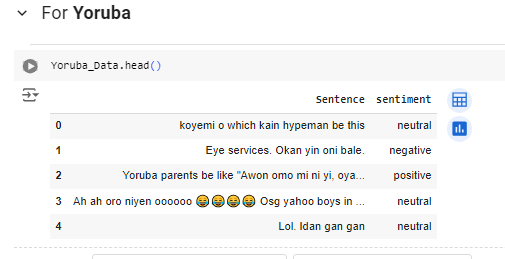 For Yoruba
Yoruba_Data.head()
Sentence sentiment
0 koyemi o which kain hypeman be this neutral
1 Eye services. Okan yin oni bale. negative
2 Yoruba parents be like "Awon omo mi ni yi, oya... positive
3 Ah ah oro niyen oooooo 😂😂😂😂 Osg yahoo boys in ... neutral
4 Lol. Idan gan gan neutral